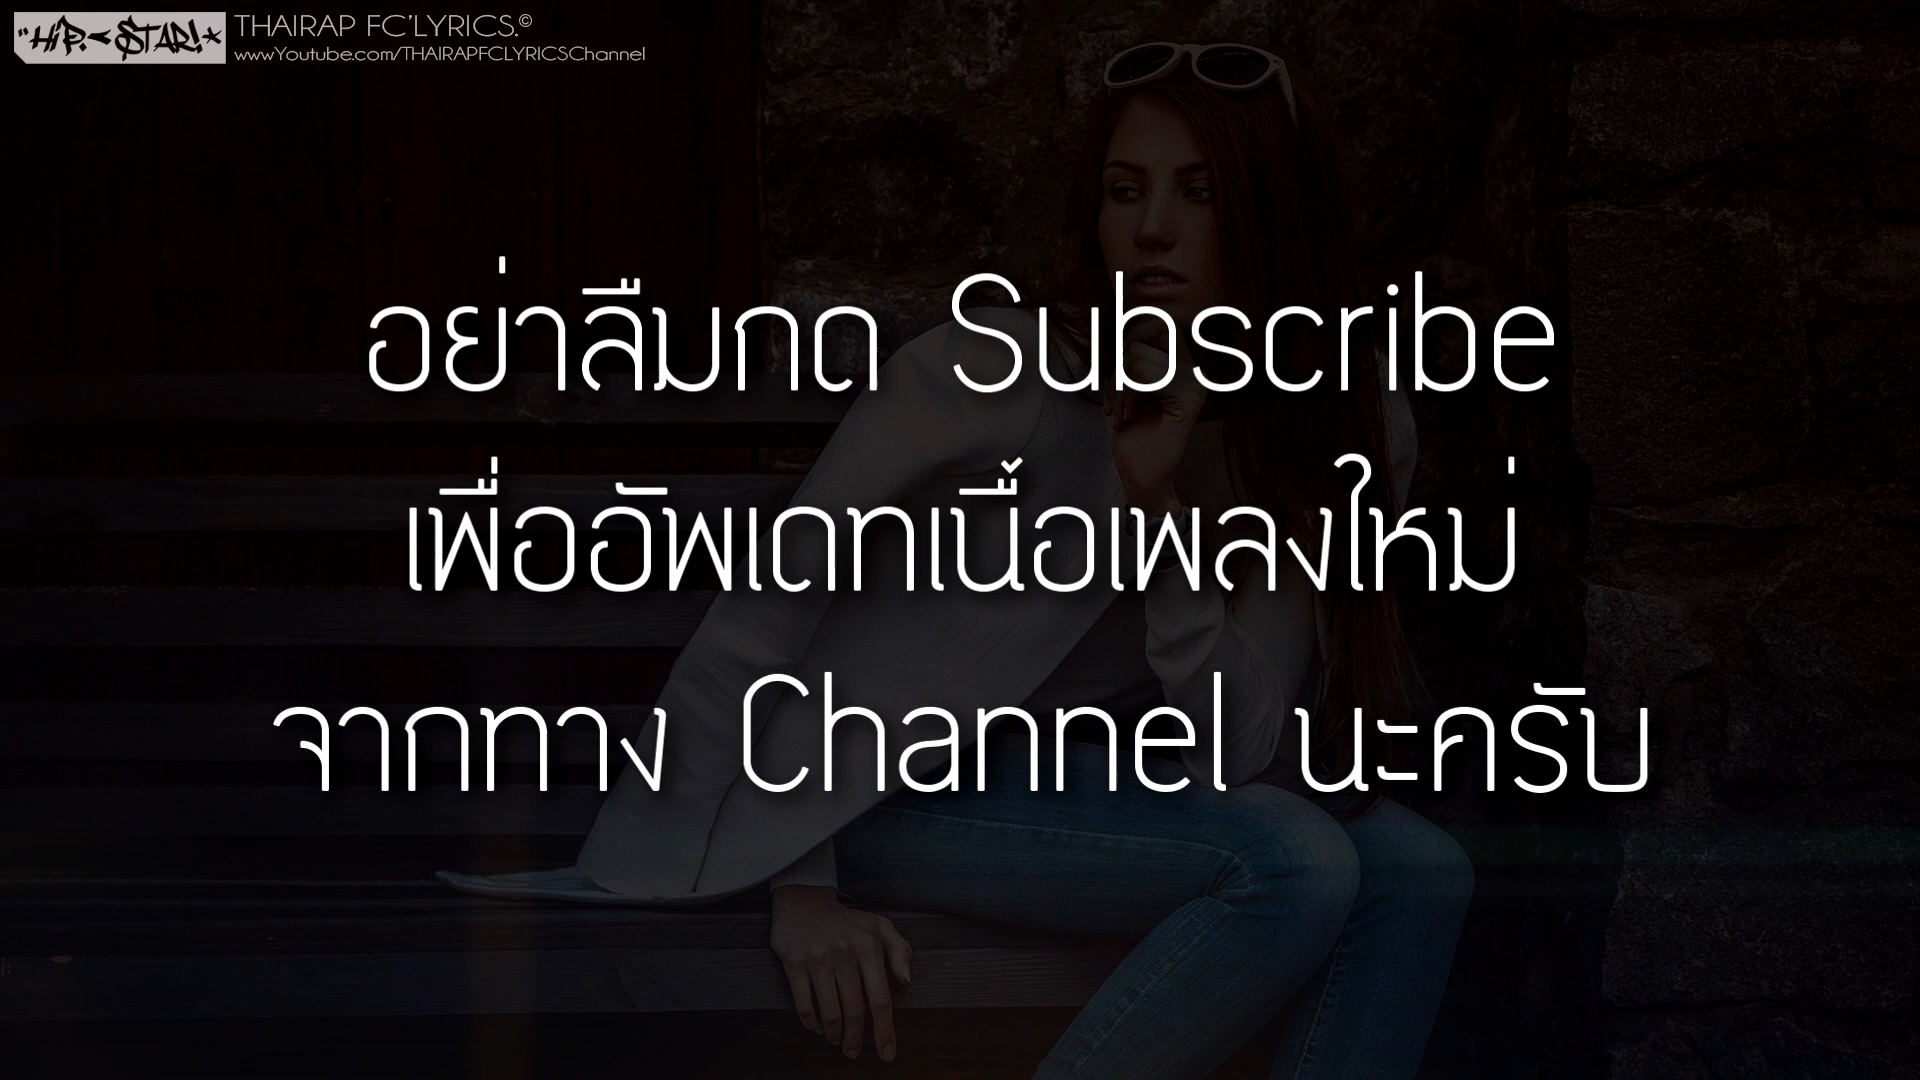 "HIP-STAR!*
THAIRAP FC'LYRICS.©
wwwYoutube.com/THAIRAPFCLYRICSChannel
อย่าลืมกด Subscribe
เพื่ออัพเดทเนื้อเพลงใหม่
จากทาง Channel นะครับ